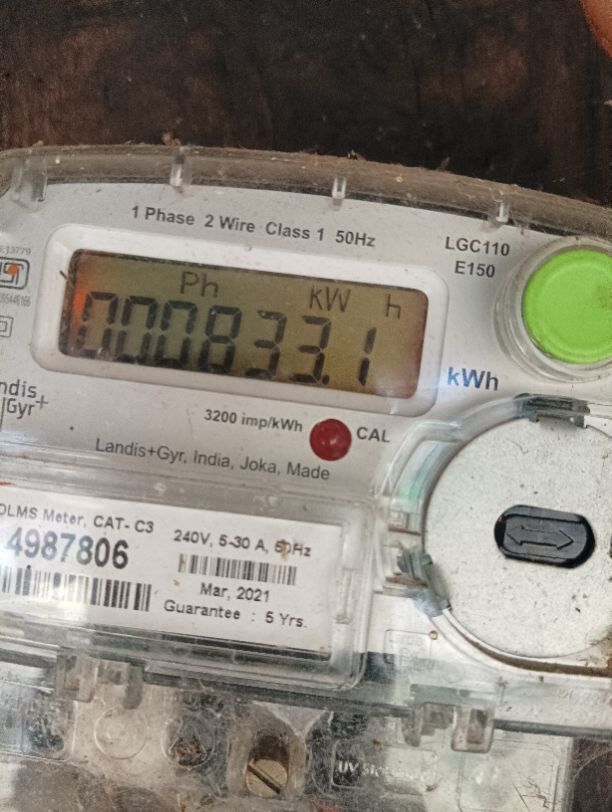 1 Phase 2 Wire Class 1 50Hz
LGC110
E150
Ph kW h
0000833.1
kWh
Gyr+
3200 imp/kWh
CAL
Landis+Gyr, India, Joka, Made
DLMS Meter, CAT- C3
240V, 5-30 A, 50Hz
4987806
Mar, 2021
Guarantee : 5 Yrs.